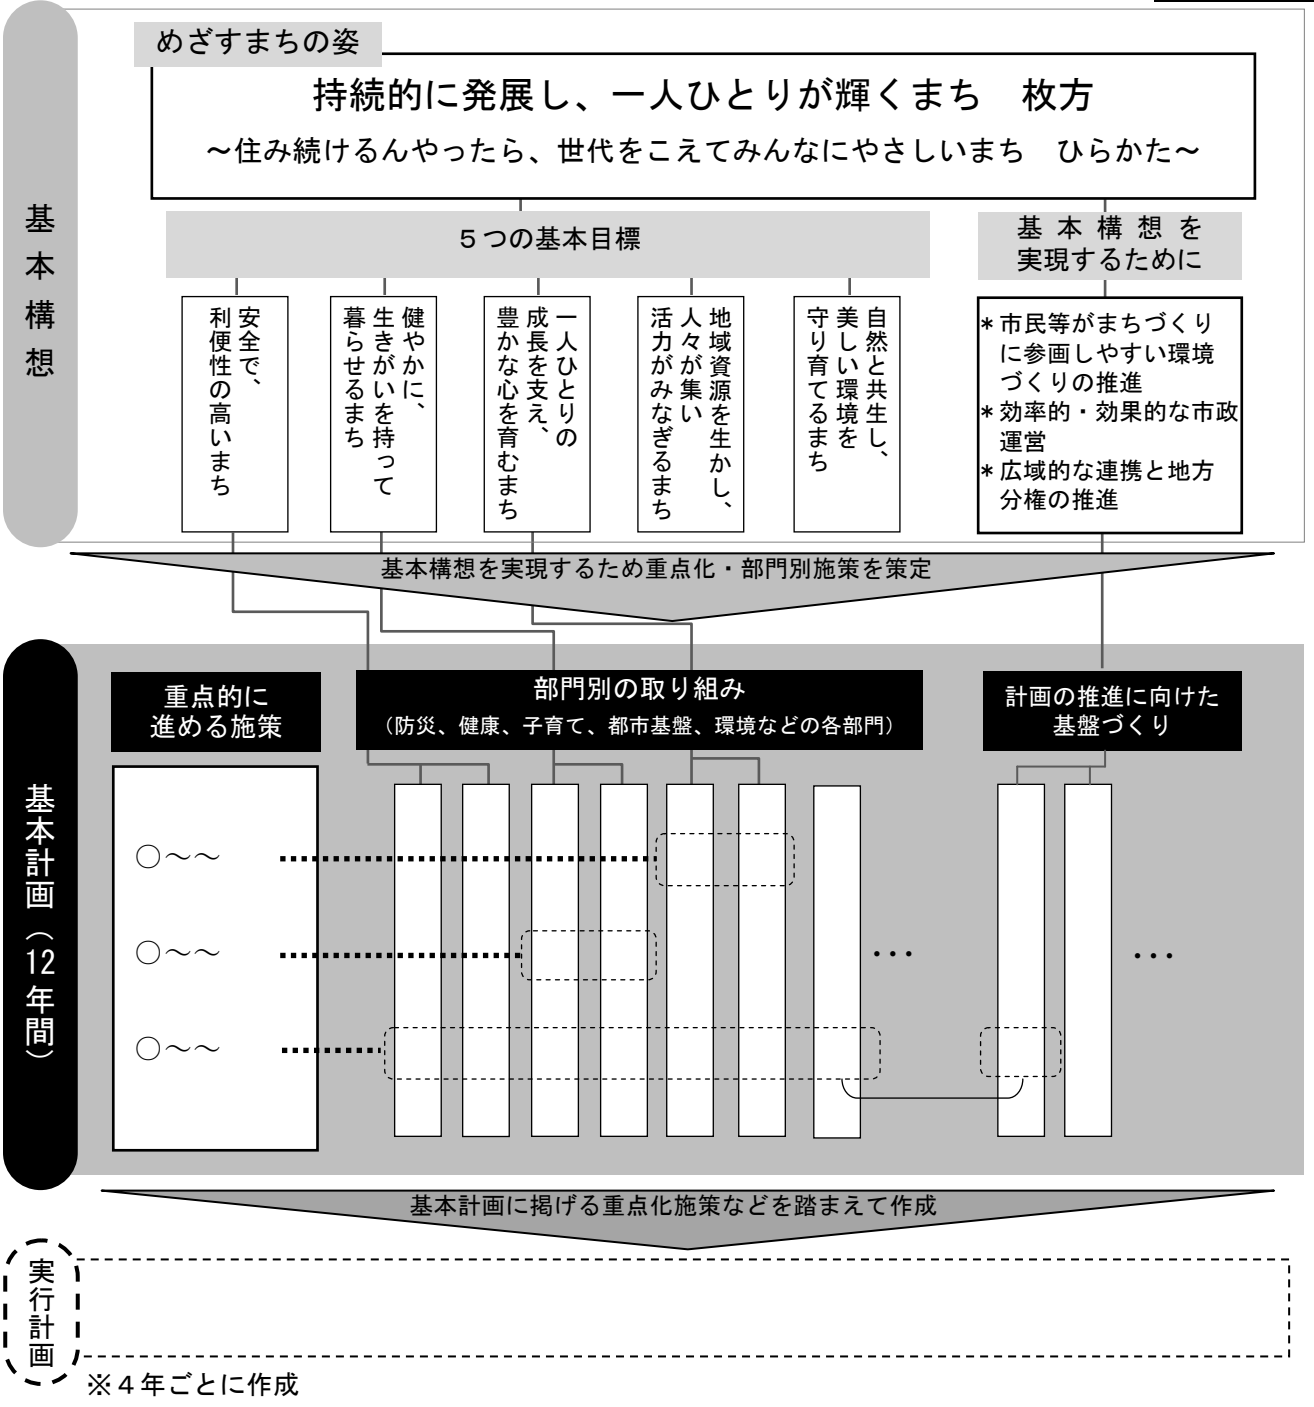 めざすまちの姿
持続的に発展し、一人ひとりが輝くまち　枚方
～住み続けるんやったら、世代をこえてみんなにやさしいまち　ひらかた～
基本構想
５つの基本目標
基本構想を
実現するために
安全で、
利便性の高いまち
健やかに、
生きがいを持って
暮らせるまち
一人ひとりの
成長を支え、
豊かな心を育むまち
地域資源を生かし、
人々が集い
活力がみなぎるまち
自然と共生し、
美しい環境を
守り育てるまち
＊市民等がまちづくり
に参画しやすい環境
づくりの推進
＊効率的・効果的な市政
運営
＊広域的な連携と地方
分権の推進
基本構想を実現するため重点化・部門別施策を策定
基本計画（12年間）
重点的に
進める施策
部門別の取り組み
（防災、健康、子育て、都市基盤、環境などの各部門）
計画の推進に向けた
基盤づくり
○～～
○～～
…
…
○～～
基本計画に掲げる重点化施策などを踏まえて作成
実行計画
※４年ごとに作成